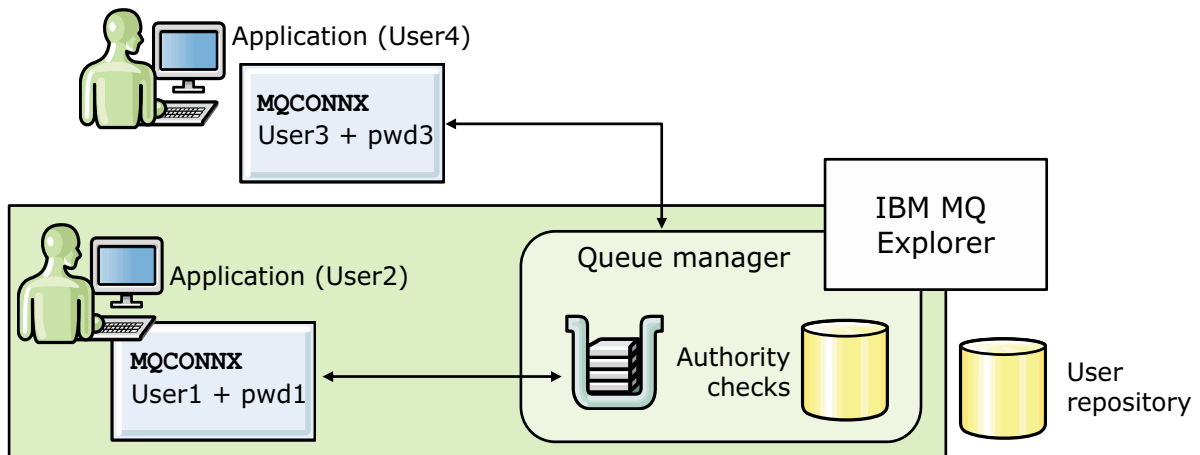 Application (User4)
MQCONNX
User3 + pwd3
IBM MQ
Explorer
Queue manager
Application (User2)
MQCONNX
User1 + pwd1
Authority
checks
User
repository